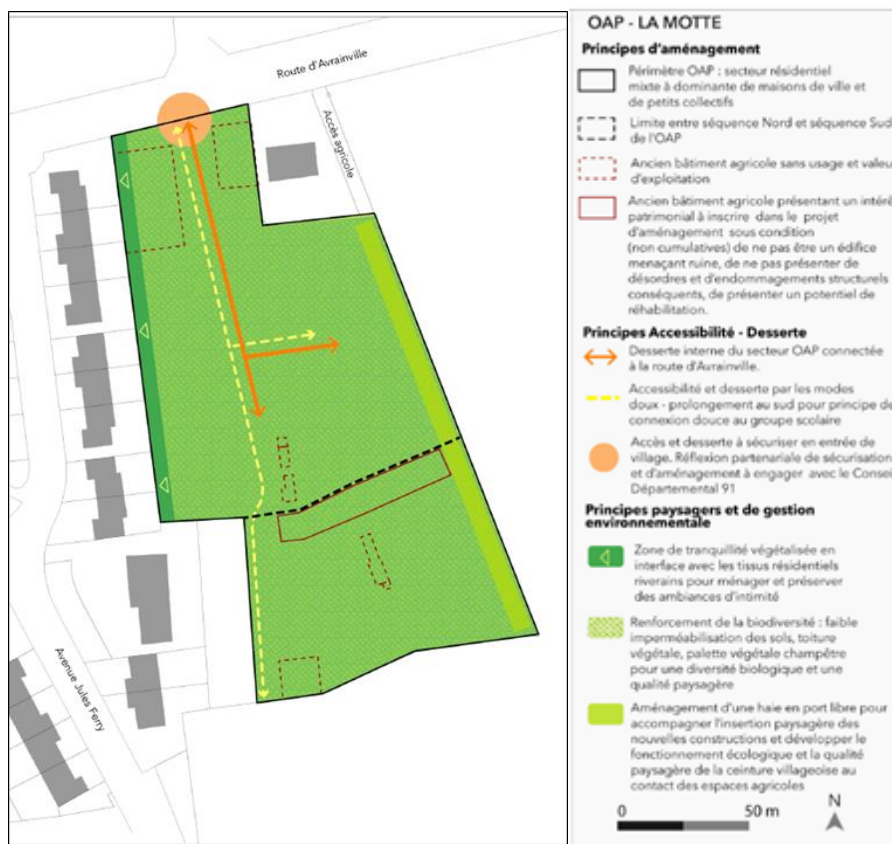 Route d'Avrainville
Accès agricole
Avenue Jules Ferry
OAP - LA MOTTE
Principes d'aménagement
Périmètre OAP : secteur résidentiel
mixte à dominante de maisons de ville et
de petits collectifs
Limite entre séquence Nord et séquence Sud
de l'OAP
Ancien bâtiment agricole sans usage et valeu
d'exploitation
Ancien bâtiment agricole présentant un intérê
patrimonial à inscrire dans le projet
d'aménagement sous condition
(non cumulatives) de ne pas être un édifice
menaçant ruine, de ne pas présenter de
désordres et d'endommagements structurels
conséquents, de présenter un potentiel de
réhabilitation.
Principes Accessibilité - Desserte
Desserte interne du secteur OAP connectée
à la route d'Avrainville.
Accessibilité et desserte par les modes
doux - prolongement au sud pour principe de
connexion douce au groupe scolaire
Accès et desserte à sécuriser en entrée de
village. Réflexion partenariale de sécurisation
et d'aménagement à engager avec le Consei
Départemental 91
Principes paysagers et de gestion
environnementale
Zone de tranquillité végétalisée en
interface avec les tissus résidentiels
riverains pour ménager et préserver
des ambiances d'intimité
Renforcement de la biodiversité : faible
imperméabilisation des sols, toiture
végétale, palette végétale champêtre
pour une diversité biologique et une
qualité paysagère
Aménagement d'une haie en port libre pour
accompagner l'insertion paysagère des
nouvelles constructions et développer le
fonctionnement écologique et la qualité
paysagère de la ceinture villageoise au
contact des espaces agricoles
0 50 m N